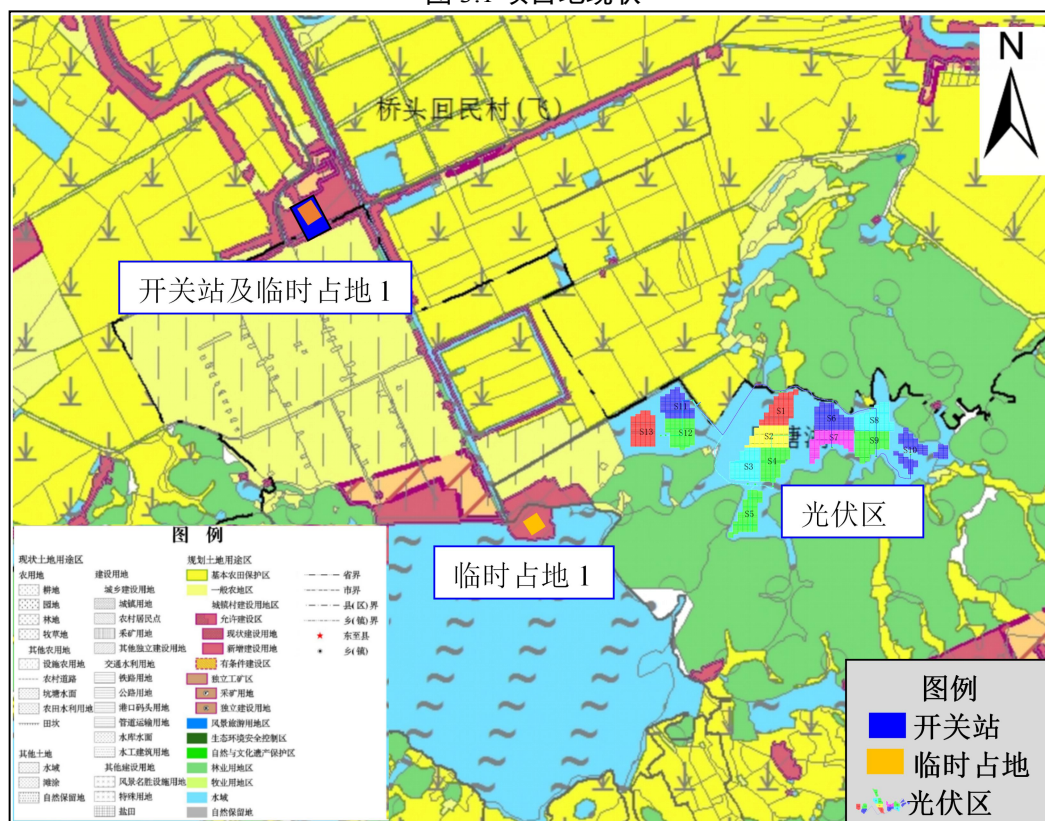 图 3.1 项目地现状
N
桥头回民村(飞)
开关站及临时占地 1
S11
S13
S12
S1
S2
S3
S4
S5
S6
S7
S8
S9
S10
塘
光伏区
临时占地 1
图 例
现状土地用途区
农用地
耕地
园地
林地
牧草地
其他农用地
设施农用地
农村道路
坑塘水面
农田水利用地
田坎
其他土地
水域
滩涂
自然保留地
建设用地
城乡建设用地
城镇用地
农村居民点
采矿用地
其他独立建设用地
交通水利用地
铁路用地
公路用地
港口码头用地
管道运输用地
水库水面
水工建筑用地
其他建设用地
风景名胜设施用地
特殊用地
盐田
规划土地用途区
基本农田保护区
一般农地区
城镇村建设用地区
允许建设区
现状建设用地
新增建设用地
有条件建设区
独立工矿区
采矿用地
独立建设用地
风景旅游用地区
生态环境安全控制区
自然与文化遗产保护区
林业用地区
牧业用地区
水域
自然保留地
省界
市界
县(区)界
乡(镇)界
东至县
乡(镇)
图例
开关站
临时占地
光伏区